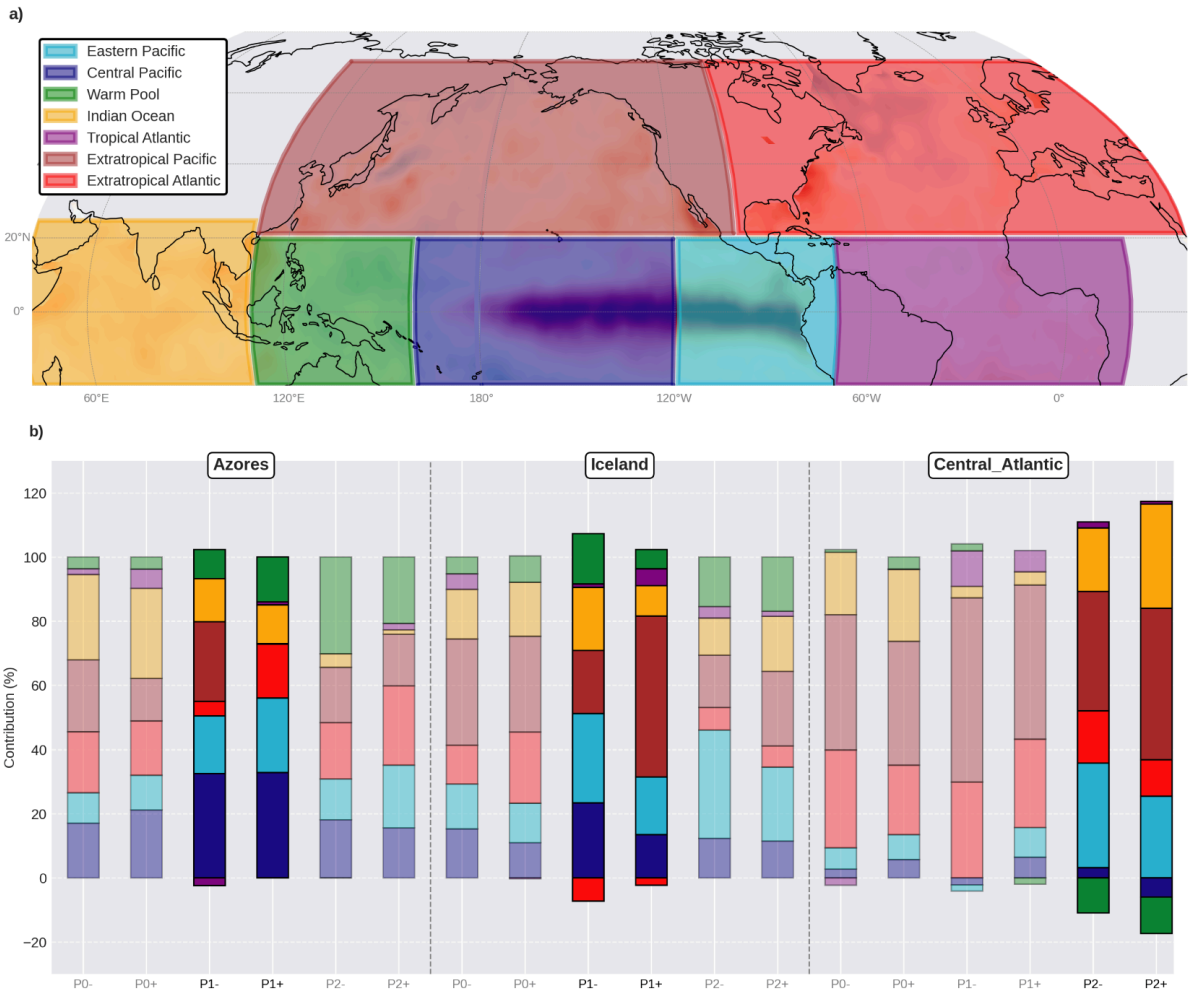 a)
Eastern Pacific
Central Pacific
Warm Pool
Indian Ocean
Tropical Atlantic
Extratropical Pacific
Extratropical Atlantic
20°N
0°
60°E 120°E 180° 120°W 60°W 0°
b)
Azores Iceland Central_Atlantic
Contribution (%)
120
100
80
60
40
20
0
−20
P0- P0+ P1- P1+ P2- P2+ P0- P0+ P1- P1+ P2- P2+ P0- P0+ P1- P1+ P2- P2+